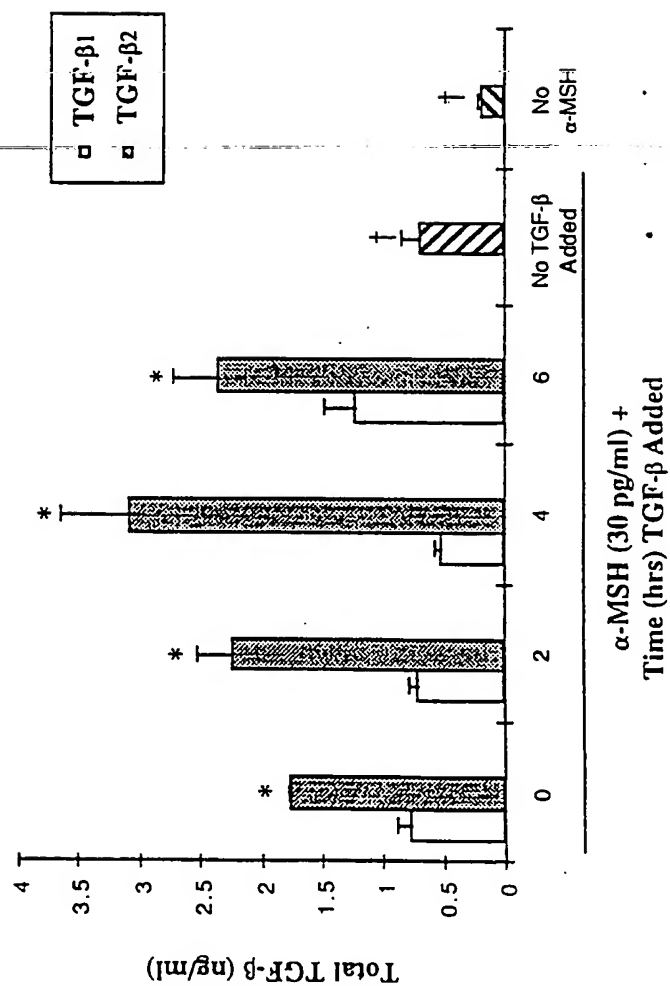 TGF-β1
TGF-β2
Total TGF-β (ng/ml)
4
3.5
3
2.5
2
1.5
1
0.5
0
*
*
*
*
†
†
0
2
4
6
No TGF-β
Added
No
α-MSH
α-MSH (30 pg/ml) +
Time (hrs) TGF-β Added